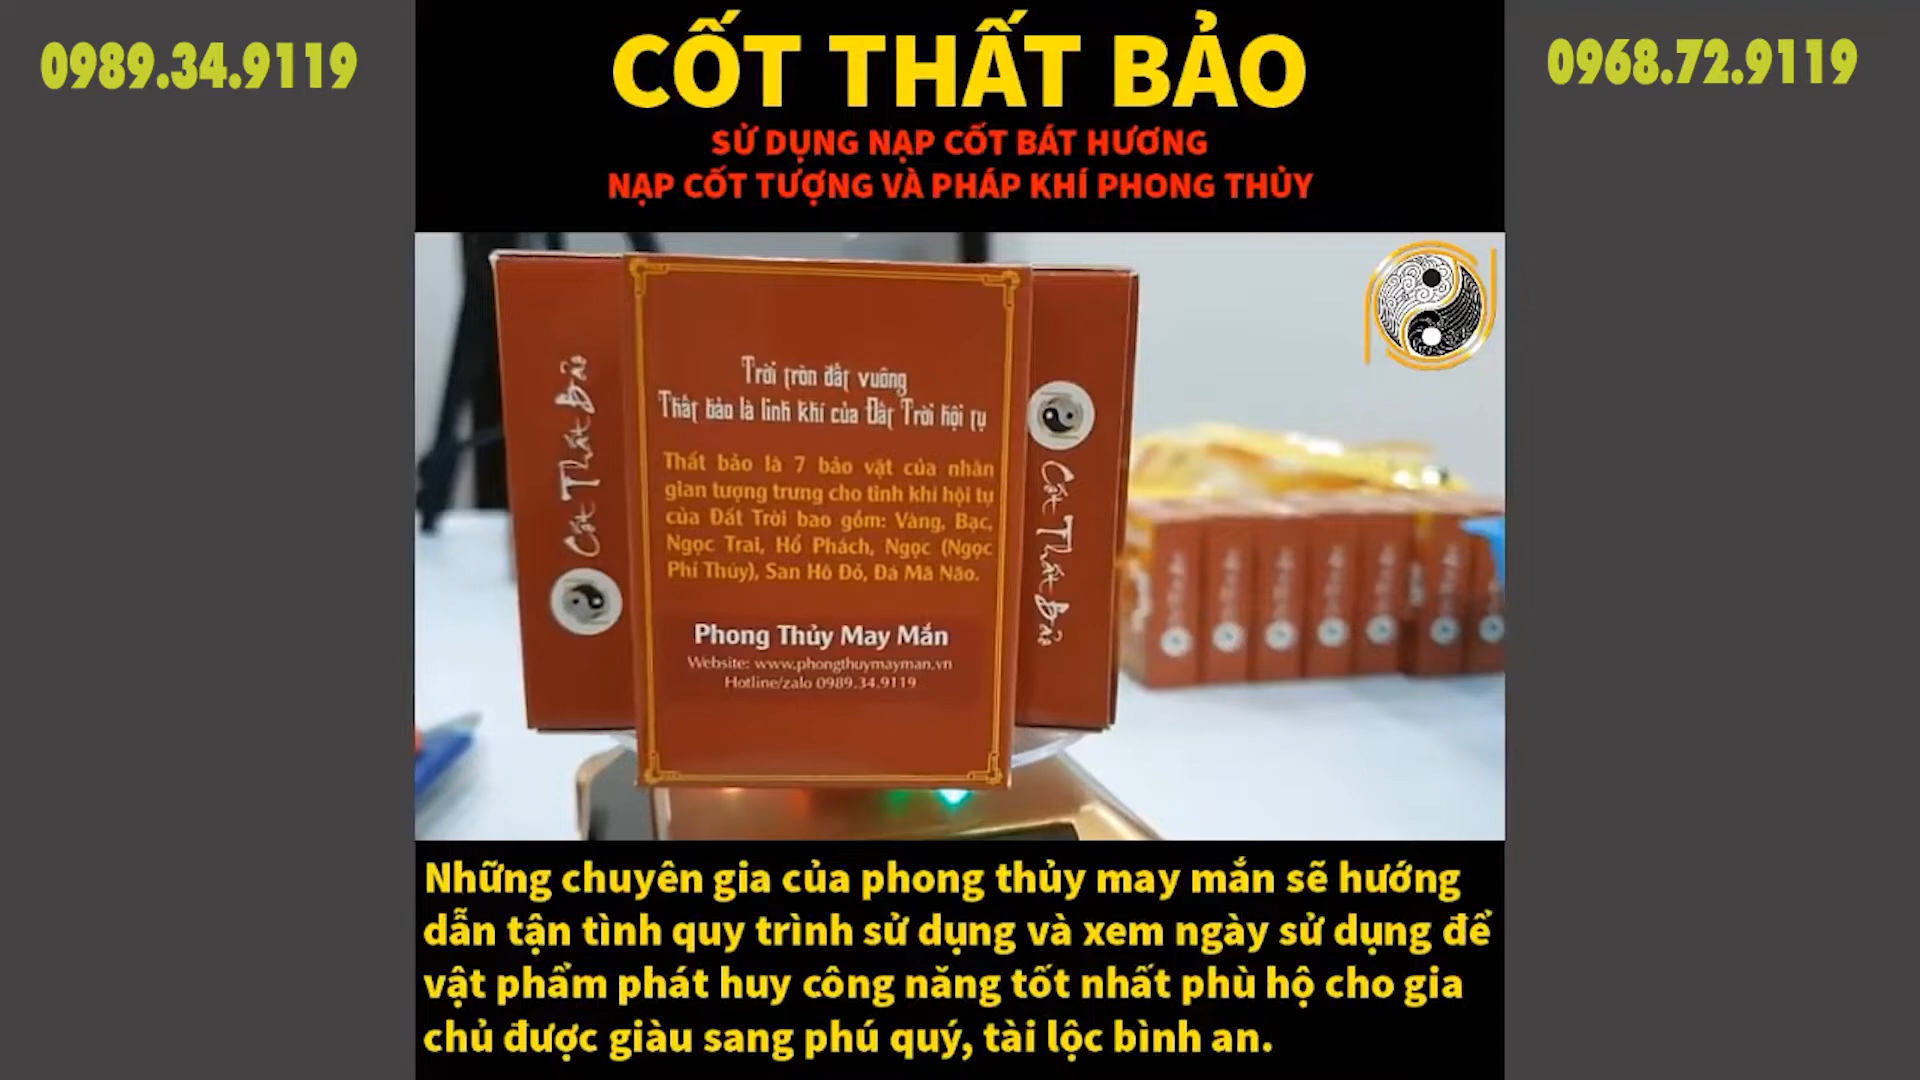 0989.34.9119
0968.72.9119
CỐT THẤT BẢO
SỬ DỤNG NẠP CỐT BÁT HƯƠNG
NẠP CỐT TƯỢNG VÀ PHÁP KHÍ PHONG THỦY
Cốt Thất Bảo
Trời tròn đất vuông
Thất bảo là linh khí của Đất Trời hội tụ
Thất bảo là 7 bảo vật của nhân
gian tượng trưng cho tinh khí hội tụ
của Đất Trời bao gồm: Vàng, Bạc,
Ngọc Trai, Hổ Phách, Ngọc (Ngọc
Phỉ Thúy), San Hô Đỏ, Đá Mã Não.
Phong Thủy May Mắn
Website: www.phongthuymayman.vn
Hotline/zalo 0989.34.9119
Cốt Thất Bảo
Những chuyên gia của phong thủy may mắn sẽ hướng
dẫn tận tình quy trình sử dụng và xem ngày sử dụng để
vật phẩm phát huy công năng tốt nhất phù hộ cho gia
chủ được giàu sang phú quý, tài lộc bình an.